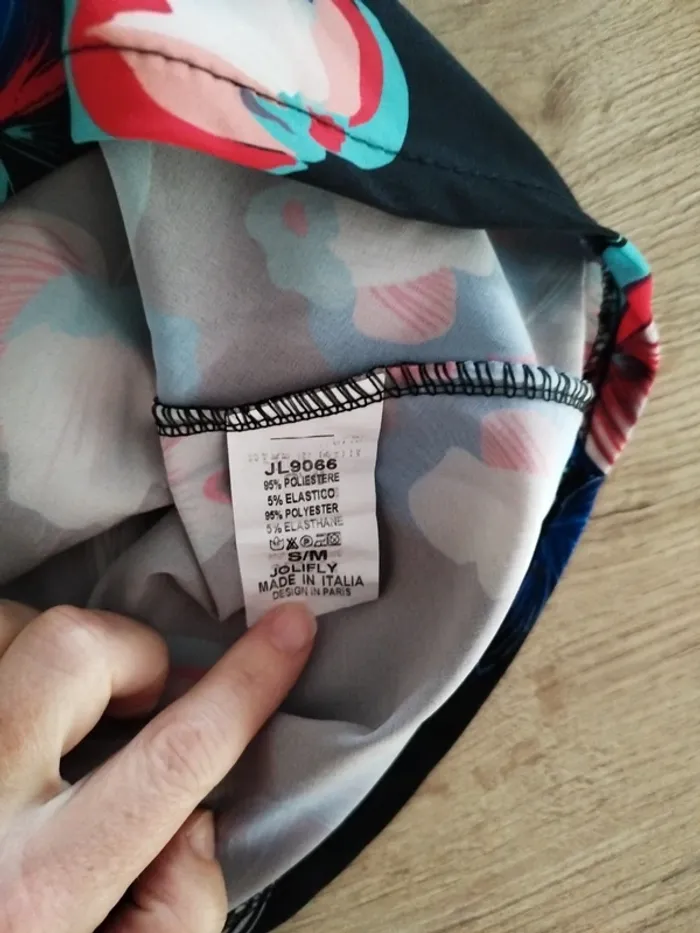 JL9066
95% POLIESTERE
5% ELASTICO
95% POLYESTER
5% ELASTHANE
S/M
JOLIFLY
MADE IN ITALIA
DESIGN IN PARIS